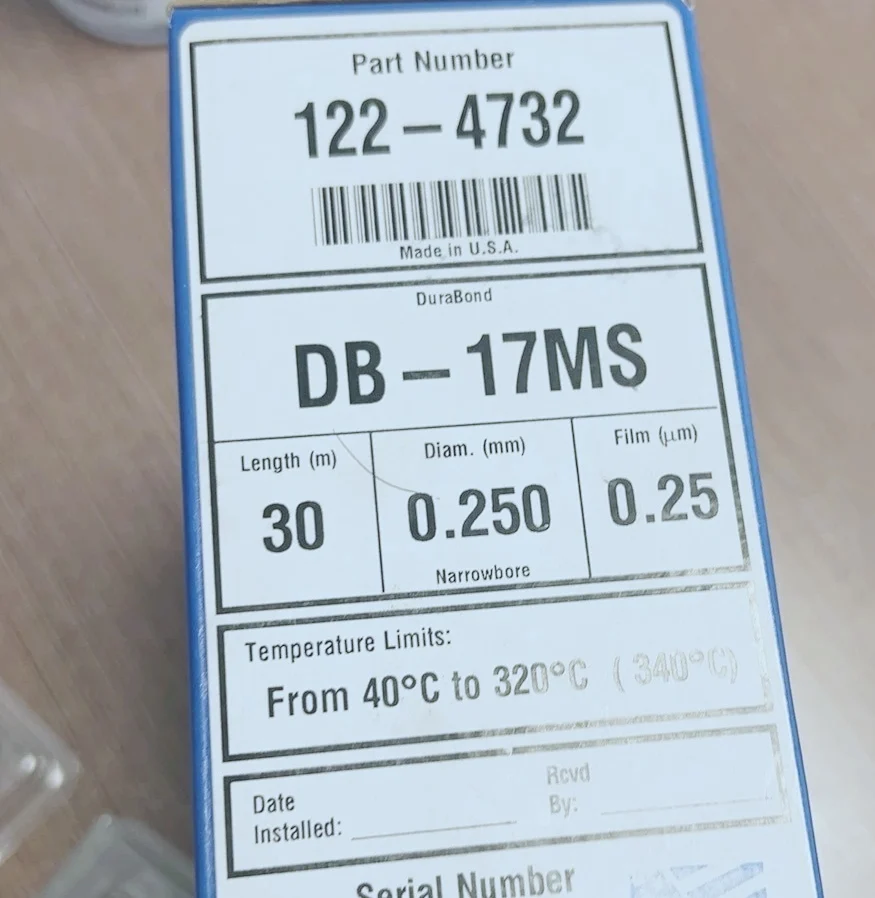 Part Number
122-4732
Made in U.S.A.
DuraBond
DB-17MS
Length (m) Diam. (mm) Film (μm)
30 0.250 0.25
Narrowbore
Temperature Limits:
From 40°C to 320°C (340°C)
Date Rcvd
Installed: By:
Serial Number